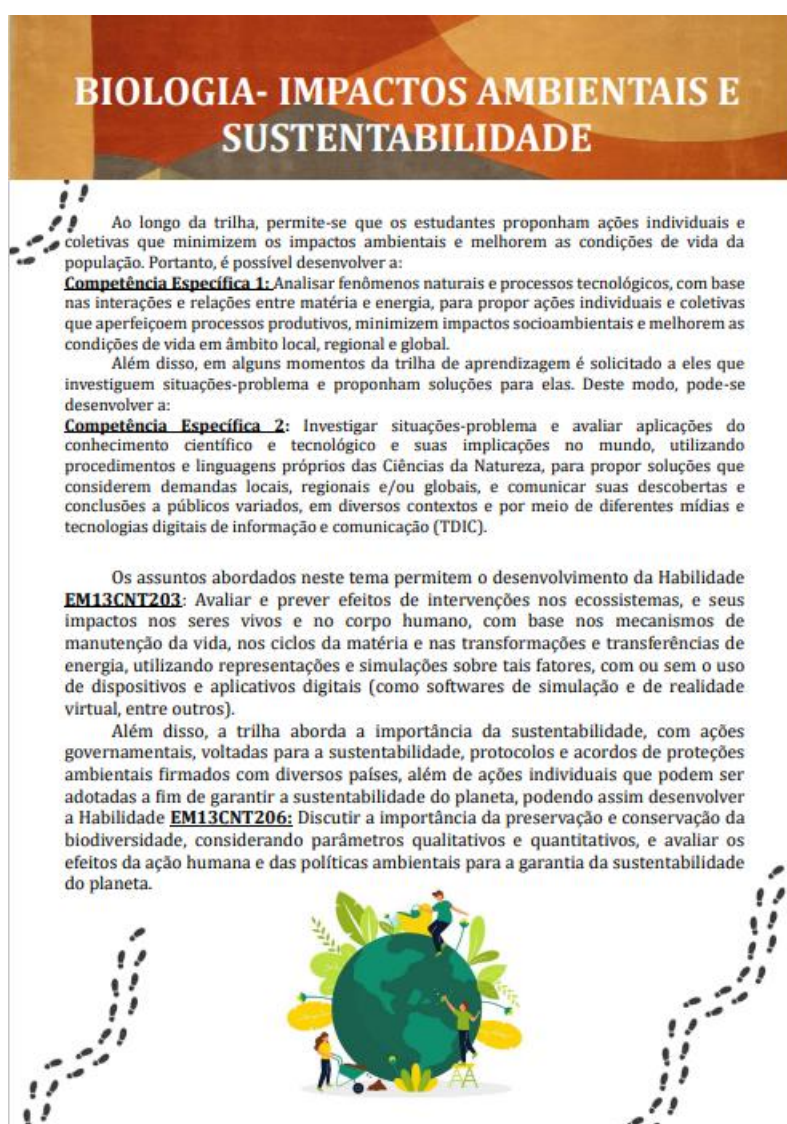 BIOLOGIA- IMPACTOS AMBIENTAIS E
SUSTENTABILIDADE
Ao longo da trilha, permite-se que os estudantes proponham ações individuais e
coletivas que minimizem os impactos ambientais e melhorem as condições de vida da
população. Portanto, é possível desenvolver a:
Competência Específica 1: Analisar fenômenos naturais e processos tecnológicos, com base
nas interações e relações entre matéria e energia, para propor ações individuais e coletivas
que aperfeiçoem processos produtivos, minimizem impactos socioambientais e melhorem as
condições de vida em âmbito local, regional e global.
Além disso, em alguns momentos da trilha de aprendizagem é solicitado a eles que
investiguem situações-problema e proponham soluções para elas. Deste modo, pode-se
desenvolver a:
Competência Específica 2: Investigar situações-problema e avaliar aplicações do
conhecimento científico e tecnológico e suas implicações no mundo, utilizando
procedimentos e linguagens próprios das Ciências da Natureza, para propor soluções que
considerem demandas locais, regionais e/ou globais, e comunicar suas descobertas e
conclusões a públicos variados, em diversos contextos e por meio de diferentes mídias e
tecnologias digitais de informação e comunicação (TDIC).
Os assuntos abordados neste tema permitem o desenvolvimento da Habilidade
EM13CNT203: Avaliar e prever efeitos de intervenções nos ecossistemas, e seus
impactos nos seres vivos e no corpo humano, com base nos mecanismos de
manutenção da vida, nos ciclos da matéria e nas transformações e transferências de
energia, utilizando representações e simulações sobre tais fatores, com ou sem o uso
de dispositivos e aplicativos digitais (como softwares de simulação e de realidade
virtual, entre outros).
Além disso, a trilha aborda a importância da sustentabilidade, com ações
governamentais, voltadas para a sustentabilidade, protocolos e acordos de proteções
ambientais firmados com diversos países, além de ações individuais que podem ser
adotadas a fim de garantir a sustentabilidade do planeta, podendo assim desenvolver
a Habilidade EM13CNT206: Discutir a importância da preservação e conservação da
biodiversidade, considerando parâmetros qualitativos e quantitativos, e avaliar os
efeitos da ação humana e das políticas ambientais para a garantia da sustentabilidade
do planeta.